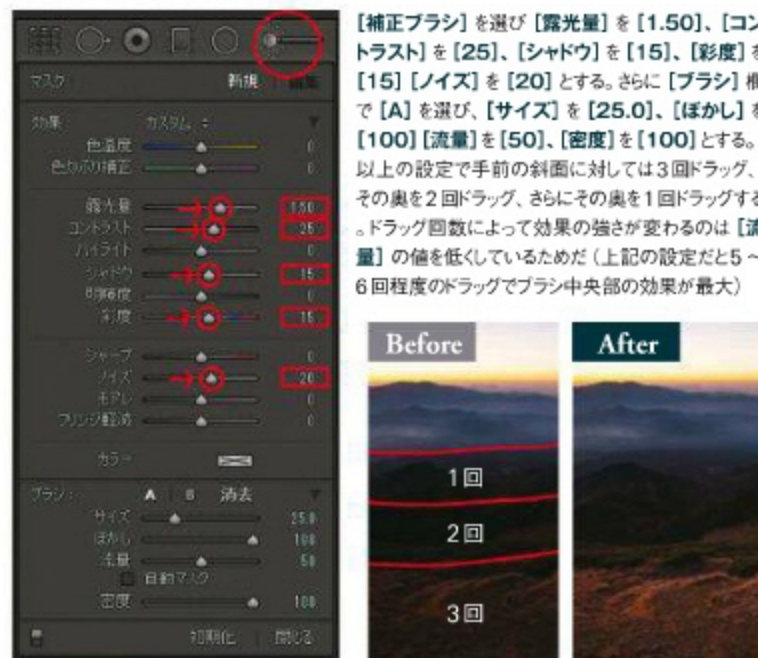 マスク： 新規 編集
効果： カスタム
色温度 0
色かぶり補正 0
露光量 1.50
コントラスト 25
ハイライト 0
シャドウ 15
明瞭度 0
彩度 15
シャープ 0
ノイズ 20
モアレ 0
フリンジ軽減 0
カラー
ブラシ： A B 消去
サイズ 25.0
ぼかし 100
流量 50
自動マスク
密度 100
初期化 閉じる
[補正ブラシ] を選び [露光量] を [1.50]、[コン
トラスト] を [25]、[シャドウ] を [15]、[彩度] を
[15] [ノイズ] を [20] とする。さらに [ブラシ] 欄
で [A] を選び、[サイズ] を [25.0]、[ぼかし] を
[100] [流量] を [50]、[密度] を [100] とする。
以上の設定で手前の斜面に対しては3回ドラッグ、
その奥を2回ドラッグ、さらにその奥を1回ドラッグする
。ドラッグ回数によって効果の強さが変わるのは [流
量] の値を低くしているためだ（上記の設定だと5～
6回程度のドラッグでブラシ中央部の効果が最大）
Before
After
1回
2回
3回